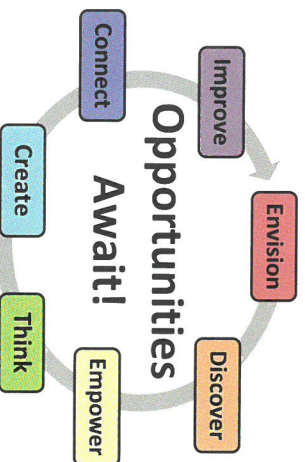 Opportunities
Await!
Envision
Discover
Empower
Think
Create
Connect
Improve